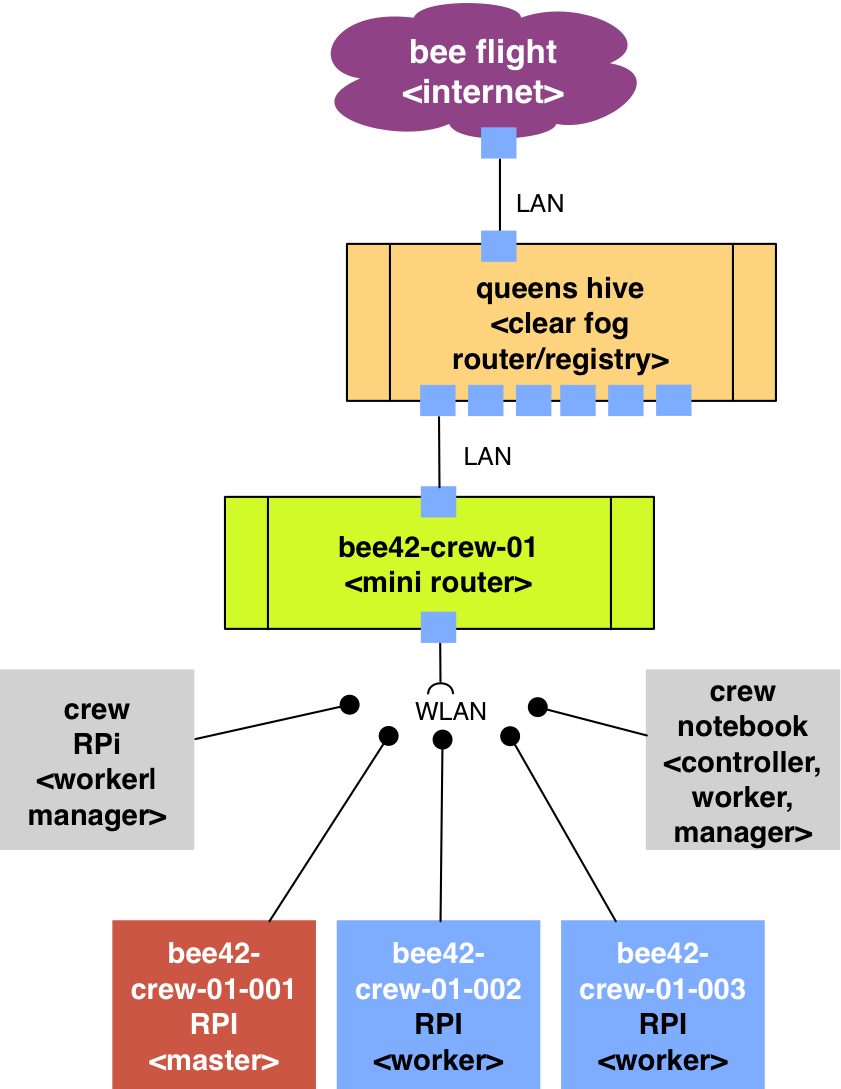 bee flight
<internet>
LAN
queens hive
<clear fog
router/registry>
LAN
bee42-crew-01
<mini router>
WLAN
crew
RPi
<worker|
manager>
crew
notebook
<controller,
worker,
manager>
bee42-
crew-01-001
RPI
<master>
bee42-
crew-01-002
RPI
<worker>
bee42-
crew-01-003
RPI
<worker>